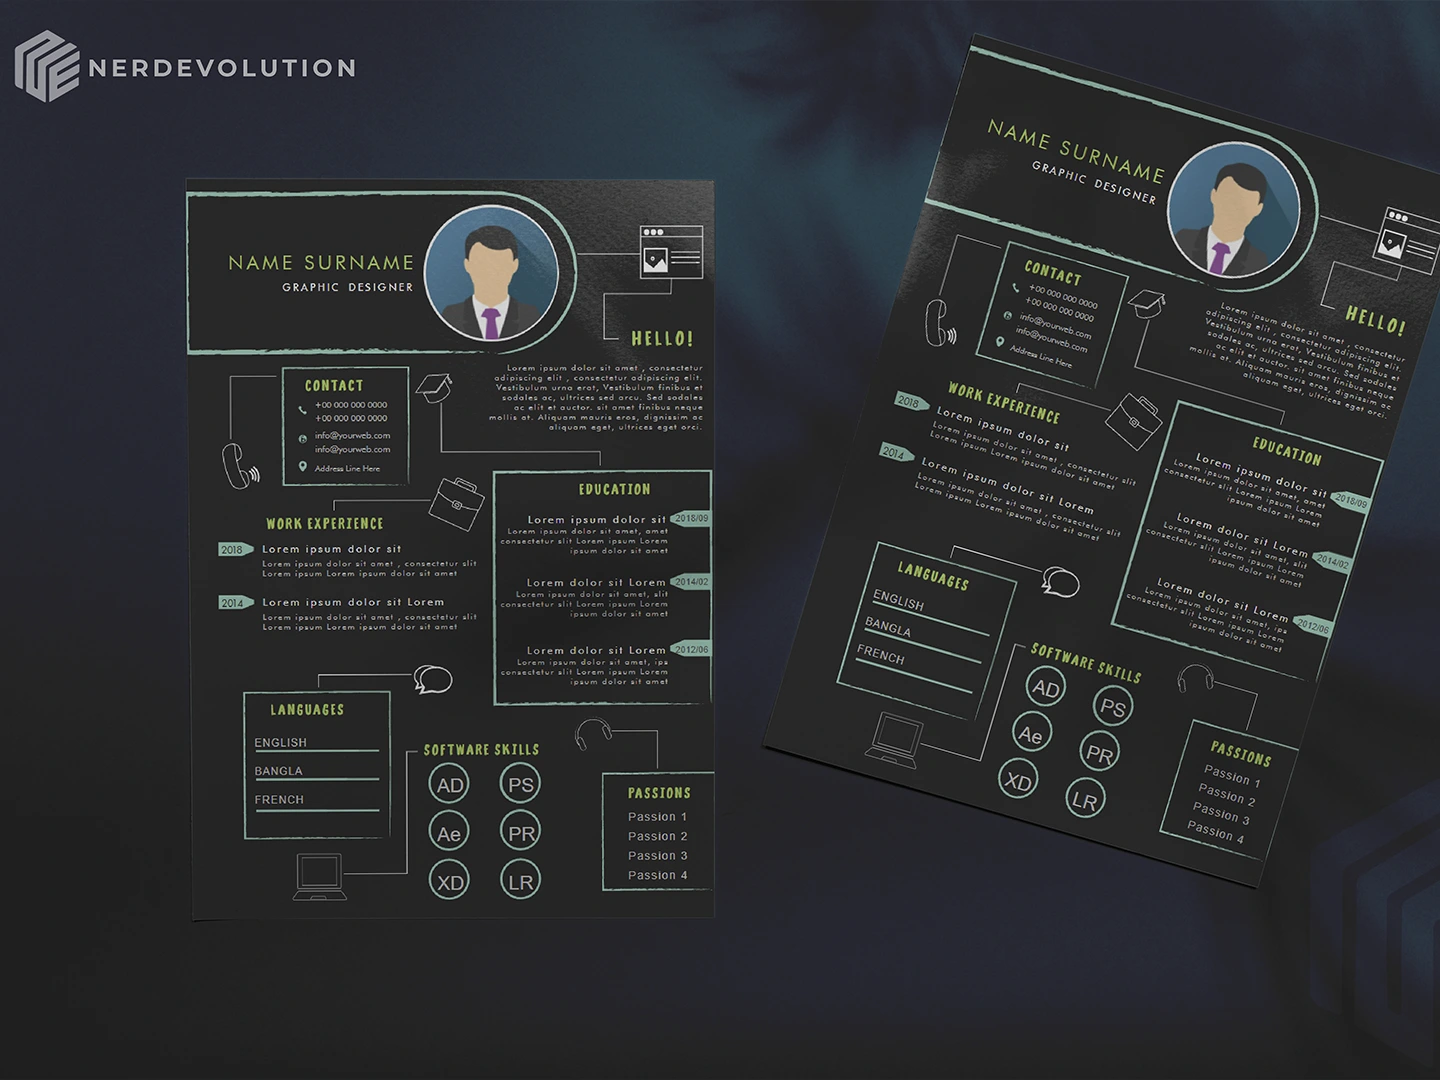 NERDEVOLUTION
NAME SURNAME
GRAPHIC DESIGNER
HELLO!
Lorem ipsum dolor sit amet , consectetur
adipiscing elit , consectetur adipiscing elit.
Vestibulum urna erat, Vestibulum finibus et
sodales ac, ultrices sed arcu. Sed sodales
ac elit et auctor. sit amet finibus neque
mollis at. Aliquam mauris eros, dignissim ac
aliquam eget, ultrices eget orci.
CONTACT
+00 000 000 0000
+00 000 000 0000
info@yourweb.com
info@yourweb.com
Address Line Here
WORK EXPERIENCE
2018
Lorem ipsum dolor sit
Lorem ipsum dolor sit amet , consectetur slit
Lorem ipsum Lorem ipsum dolor sit amet
2014
Lorem ipsum dolor sit Lorem
Lorem ipsum dolor sit amet , consectetur slit
Lorem ipsum Lorem ipsum dolor sit amet
EDUCATION
Lorem ipsum dolor sit 2018/09
Lorem ipsum dolor sit amet, amet
consectetur slit Lorem ipsum Lorem
ipsum dolor sit amet
Lorem dolor sit Lorem 2014/02
Lorem ipsum dolor sit amet, slit
consectetur slit Lorem ipsum Lorem
ipsum dolor sit amet
Lorem ipsum dolor sit Lorem 2012/06
Lorem ipsum dolor sit amet, ips
consectetur slit Lorem ipsum Lorem
ipsum dolor sit amet
LANGUAGES
ENGLISH
BANGLA
FRENCH
SOFTWARE SKILLS
AD PS
Ae PR
XD LR
PASSIONS
Passion 1
Passion 2
Passion 3
Passion 4
NAME SURNAME
GRAPHIC DESIGNER
HELLO!
Lorem ipsum dolor sit amet , consectetur
adipiscing elit , consectetur adipiscing elit.
Vestibulum urna erat, Vestibulum finibus et
sodales ac, ultrices sed arcu. Sed sodales
ac elit et auctor. sit amet finibus neque
mollis at. Aliquam mauris eros, dignissim ac
aliquam eget, ultrices eget orci.
CONTACT
+00 000 000 0000
+00 000 000 0000
info@yourweb.com
info@yourweb.com
Address Line Here
WORK EXPERIENCE
2018
Lorem ipsum dolor sit
Lorem ipsum dolor sit amet , consectetur slit
Lorem ipsum Lorem ipsum dolor sit amet
2014
Lorem ipsum dolor sit Lorem
Lorem ipsum dolor sit amet , consectetur slit
Lorem ipsum Lorem ipsum dolor sit amet
EDUCATION
Lorem ipsum dolor sit 2018/09
Lorem ipsum dolor sit amet, amet
consectetur slit Lorem ipsum Lorem
ipsum dolor sit amet
Lorem ipsum dolor sit Lorem 2014/02
Lorem ipsum dolor sit amet
consectetur slit Lorem ipsum Lorem
ipsum dolor sit amet
Lorem ipsum dolor sit Lorem 2012/06
Lorem ipsum dolor sit amet
consectetur slit Lorem ipsum Lorem
ipsum dolor sit amet
LANGUAGES
ENGLISH
BANGLA
FRENCH
SOFTWARE SKILLS
AD PS
Ae PR
XD LR
PASSIONS
Passion 1
Passion 2
Passion 3
Passion 4